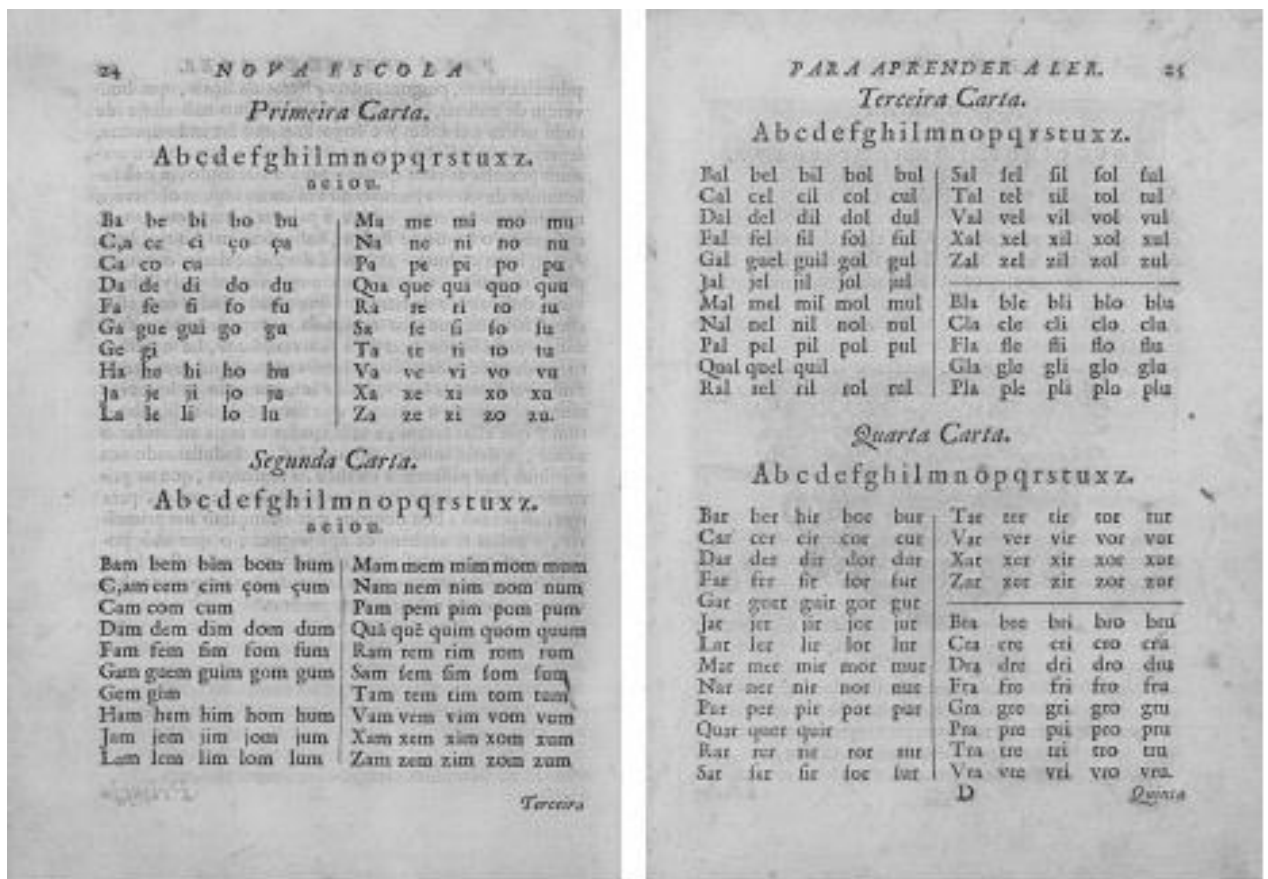 24 NOVA ESCOLA
Primeira Carta.
Abcdefghilmnopqrstuxz.
aeiou.
Ba be bi bo bu
C,a ce ci ço ça
Ca co cu
Da de di do du
Fa fe fi fo fu
Ga gue gui go gu
Ge gi
Ha he hi ho hu
Ja je ji jo ju
La le li lo lu
Ma me mi mo mu
Na ne ni no nu
Pa pe pi po pu
Qua que qui quo quu
Ra re ri ro ru
Sa ſe ſi ſo ſu
Ta te ti to tu
Va ve vi vo vu
Xa xe xi xo xu
Za ze zi zo zu.
Segunda Carta.
Abcdefghilmnopqrstuxz.
aeiou.
Bam bem bim bom bum
C,am cem cim çom çum
Cam com cum
Dam dem dim dom dum
Fam fem fim fom fum
Gam guem guim gom gum
Gem gim
Ham hem him hom hum
Jam jem jim jom jum
Lam lem lim lom lum
Mam mem mim mom mum
Nam nem nim nom num
Pam pem pim pom pum
Quã quẽ quim quom quum
Ram rem rim rom rum
Sam ſem ſim ſom ſum
Tam tem tim tom tum
Vam vem vim vom vum
Xam xem xim xom xum
Zam zem zim zom zum
Terceira
PARA APRENDER A LER. 25
Terceira Carta.
Abcdefghilmnopqrstuxz.
Bal bel bil bol bul
Cal cel cil col cul
Dal del dil dol dul
Fal fel fil fol ful
Gal guel guil gol gul
Jal jel jil jol jul
Mal mel mil mol mul
Nal nel nil nol nul
Pal pel pil pol pul
Qual quel quil
Ral rel ril rol rul
Sal ſel ſil ſol ſul
Tal tel til tol tul
Val vel vil vol vul
Xal xel xil xol xul
Zal zel zil zol zul
Bla ble bli blo blu
Cla cle cli clo clu
Fla fle fli flo flu
Gla gle gli glo glu
Pla ple pli plo plu
Quarta Carta.
Abcdefghilmnopqrstuxz.
Bar ber bir bor bur
Car cer cir cor cur
Dar der dir dor dur
Far fer fir for fur
Gar guer guir gor gur
Jar jer jir jor jur
Lar ler lir lor lur
Mar mer mir mor mur
Nar ner nir nor nur
Par per pir por pur
Quar quer quir
Rar rer rir ror rur
Sar ſer ſir ſor ſur
Tar ter tir tor tur
Var ver vir vor vur
Xar xer xir xor xur
Zar zer zir zor zur
Bra bre bri bro bru
Cra cre cri cro cru
Dra dre dri dro dru
Fra fre fri fro fru
Gra gre gri gro gru
Pra pre pri pro pru
Tra tre tri tro tru
Vra vre vri vro vru.
D Quinta